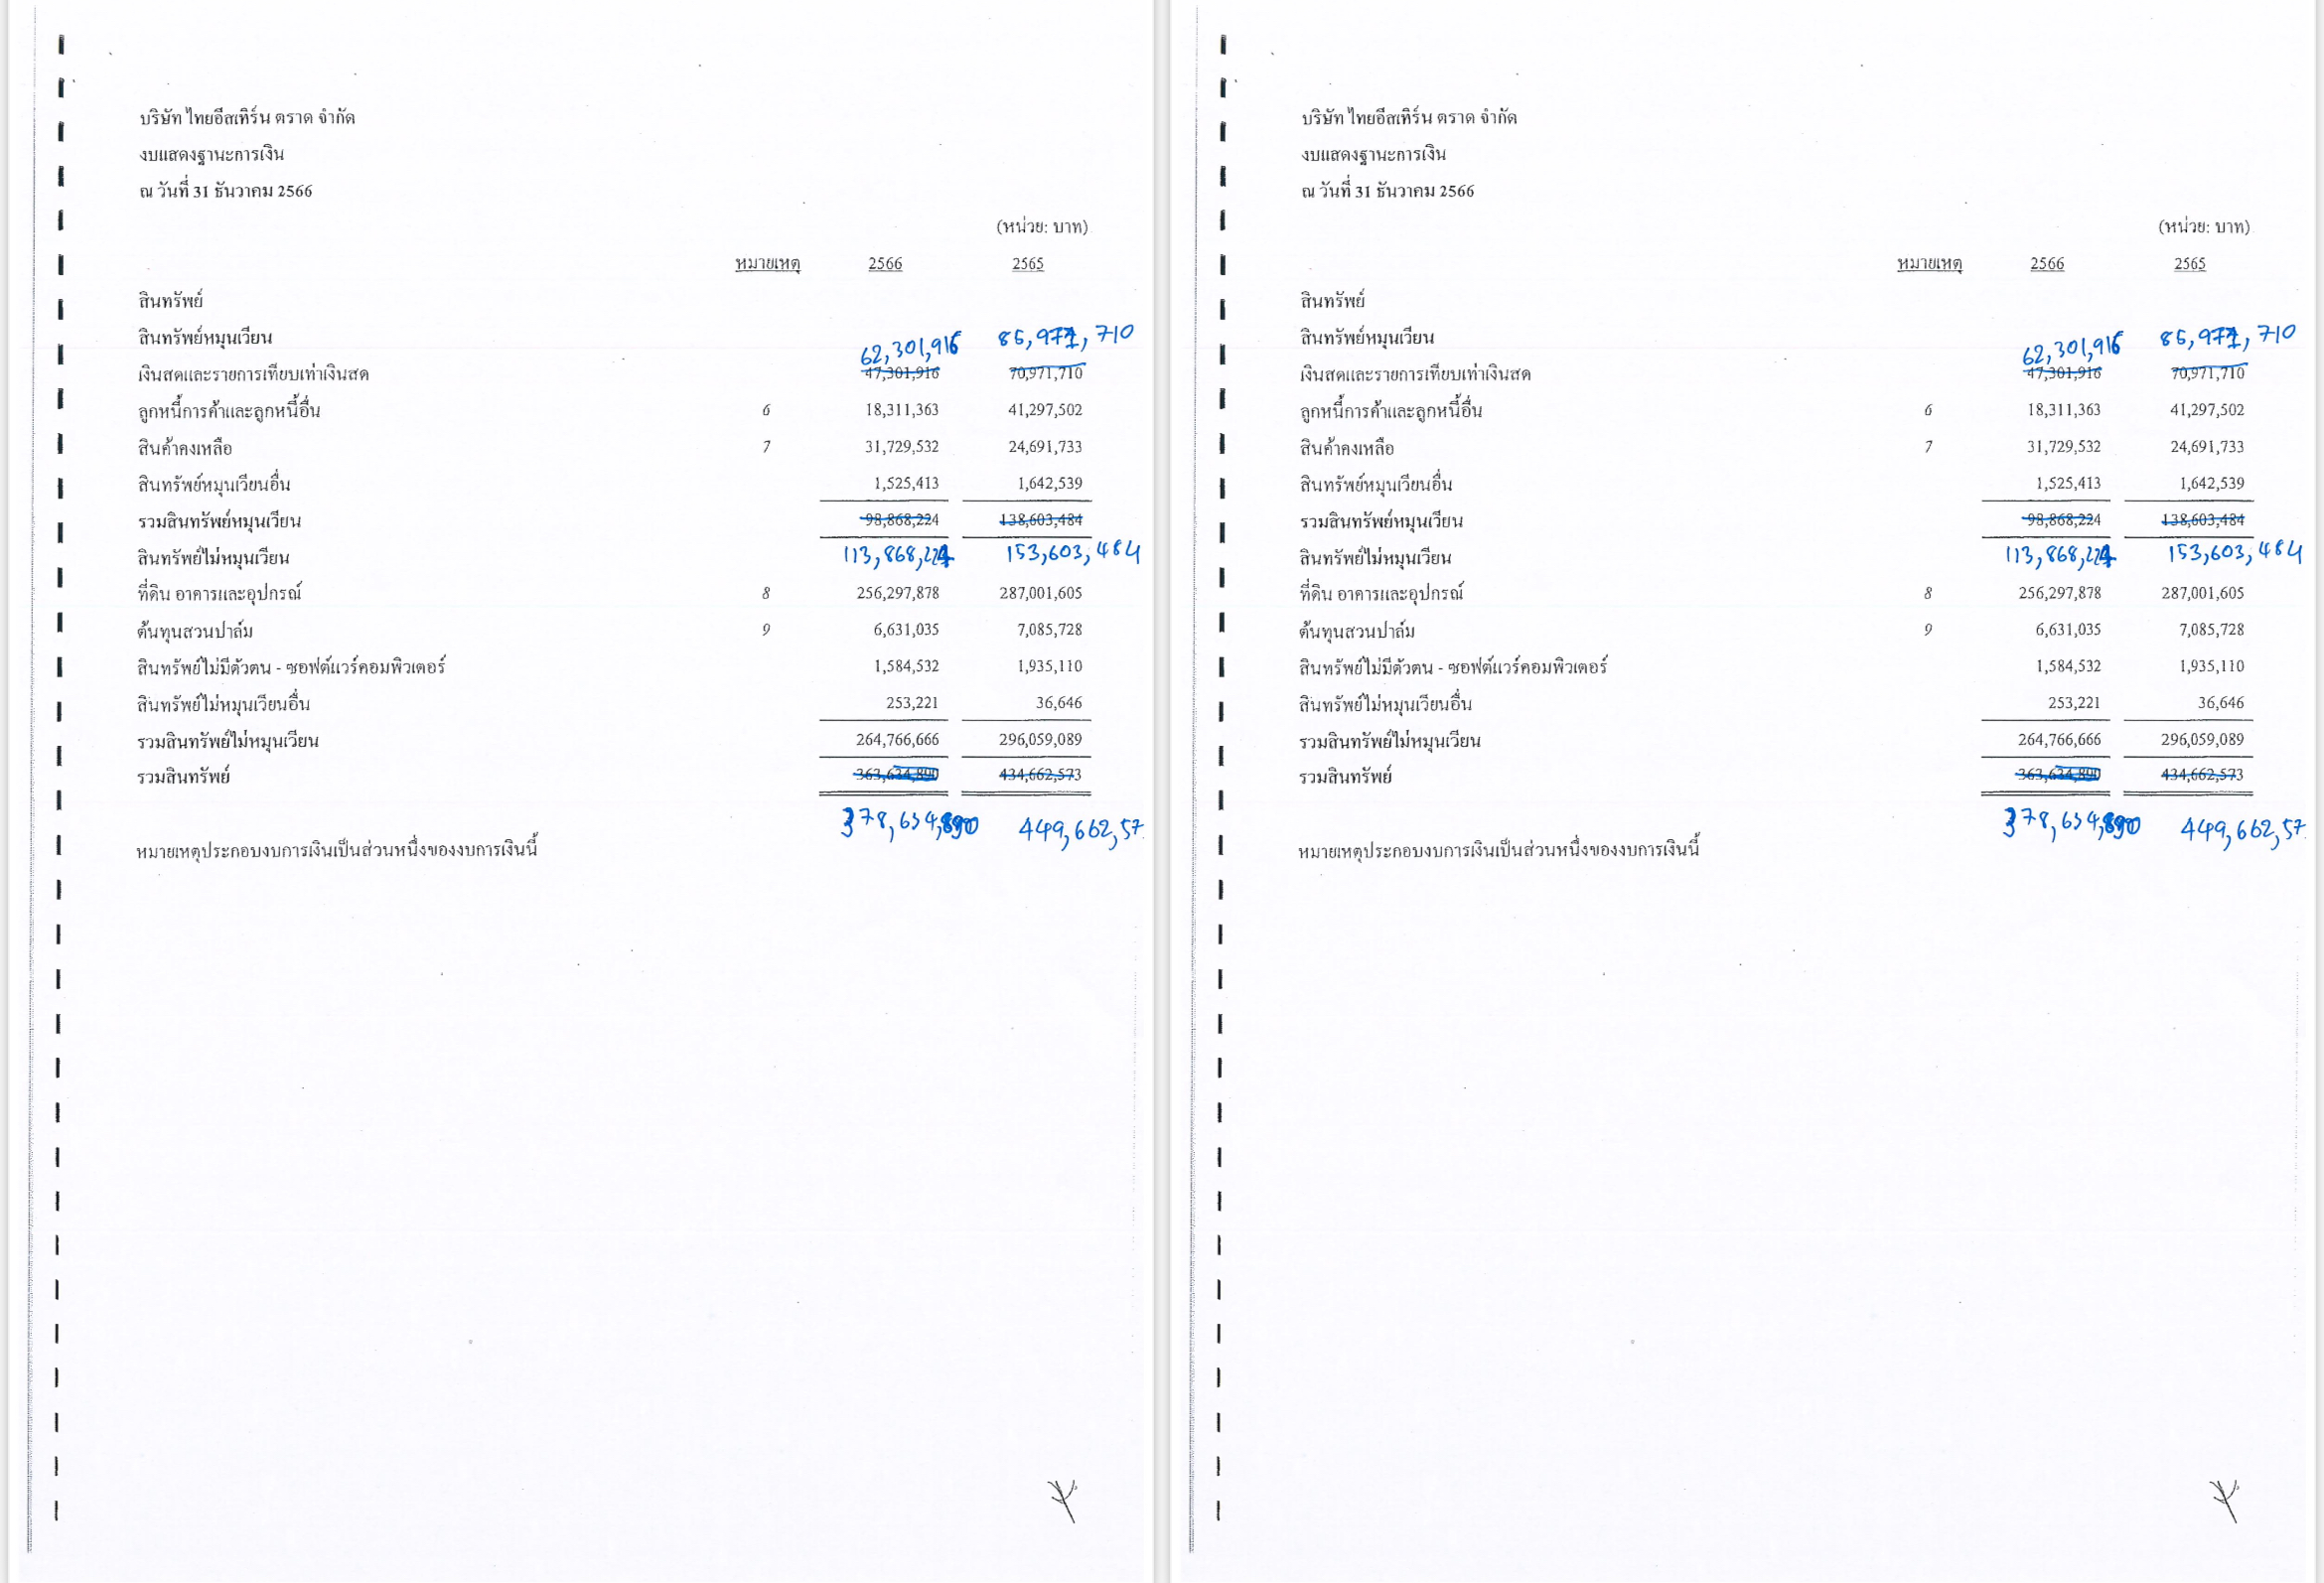 บริษัท ไทยอีสเทิร์น ตราด จำกัด
งบแสดงฐานะการเงิน
ณ วันที่ 31 ธันวาคม 2566
(หน่วย: บาท)
หมายเหตุ 2566 2565
สินทรัพย์
สินทรัพย์หมุนเวียน
62,301,916 85,971,710
เงินสดและรายการเทียบเท่าเงินสด 47,301,916 70,971,710
ลูกหนี้การค้าและลูกหนี้อื่น 6 18,311,363 41,297,502
สินค้าคงเหลือ 7 31,729,532 24,691,733
สินทรัพย์หมุนเวียนอื่น 1,525,413 1,642,539
รวมสินทรัพย์หมุนเวียน 98,868,224 138,603,484
สินทรัพย์ไม่หมุนเวียน 113,868,224 153,603,484
ที่ดิน อาคารและอุปกรณ์ 8 256,297,878 287,001,605
ต้นทุนสวนปาล์ม 9 6,631,035 7,085,728
สินทรัพย์ไม่มีตัวตน - ซอฟต์แวร์คอมพิวเตอร์ 1,584,532 1,935,110
สินทรัพย์ไม่หมุนเวียนอื่น 253,221 36,646
รวมสินทรัพย์ไม่หมุนเวียน 264,766,666 296,059,089
รวมสินทรัพย์ 363,634,890 434,662,573
378,634,890 449,662,57
หมายเหตุประกอบงบการเงินเป็นส่วนหนึ่งของงบการเงินนี้
บริษัท ไทยอีสเทิร์น ตราด จำกัด
งบแสดงฐานะการเงิน
ณ วันที่ 31 ธันวาคม 2566
(หน่วย: บาท)
หมายเหตุ 2566 2565
สินทรัพย์
สินทรัพย์หมุนเวียน
62,301,916 85,971,710
เงินสดและรายการเทียบเท่าเงินสด 47,301,916 70,971,710
ลูกหนี้การค้าและลูกหนี้อื่น 6 18,311,363 41,297,502
สินค้าคงเหลือ 7 31,729,532 24,691,733
สินทรัพย์หมุนเวียนอื่น 1,525,413 1,642,539
รวมสินทรัพย์หมุนเวียน 98,868,224 138,603,484
สินทรัพย์ไม่หมุนเวียน 113,868,224 153,603,484
ที่ดิน อาคารและอุปกรณ์ 8 256,297,878 287,001,605
ต้นทุนสวนปาล์ม 9 6,631,035 7,085,728
สินทรัพย์ไม่มีตัวตน - ซอฟต์แวร์คอมพิวเตอร์ 1,584,532 1,935,110
สินทรัพย์ไม่หมุนเวียนอื่น 253,221 36,646
รวมสินทรัพย์ไม่หมุนเวียน 264,766,666 296,059,089
รวมสินทรัพย์ 363,634,890 434,662,573
378,634,890 449,662,57
หมายเหตุประกอบงบการเงินเป็นส่วนหนึ่งของงบการเงินนี้